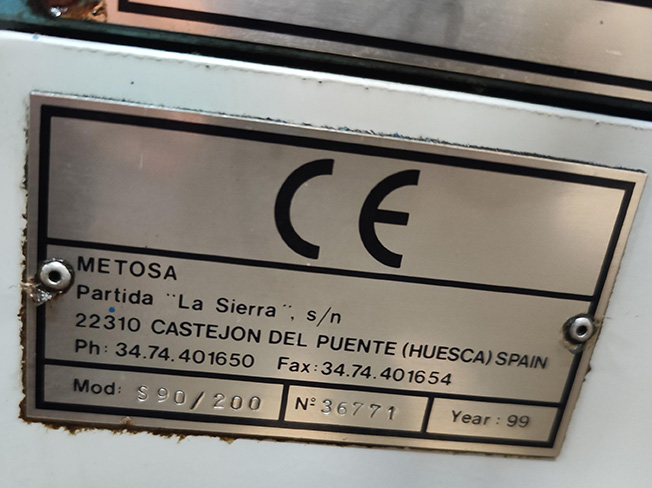 CE
METOSA
Partida "La Sierra", s/n
22310 CASTEJON DEL PUENTE (HUESCA) SPAIN
Ph: 34.74.401650 Fax: 34.74.401654
Mod: S90/200 Nº 36771 Year: 99